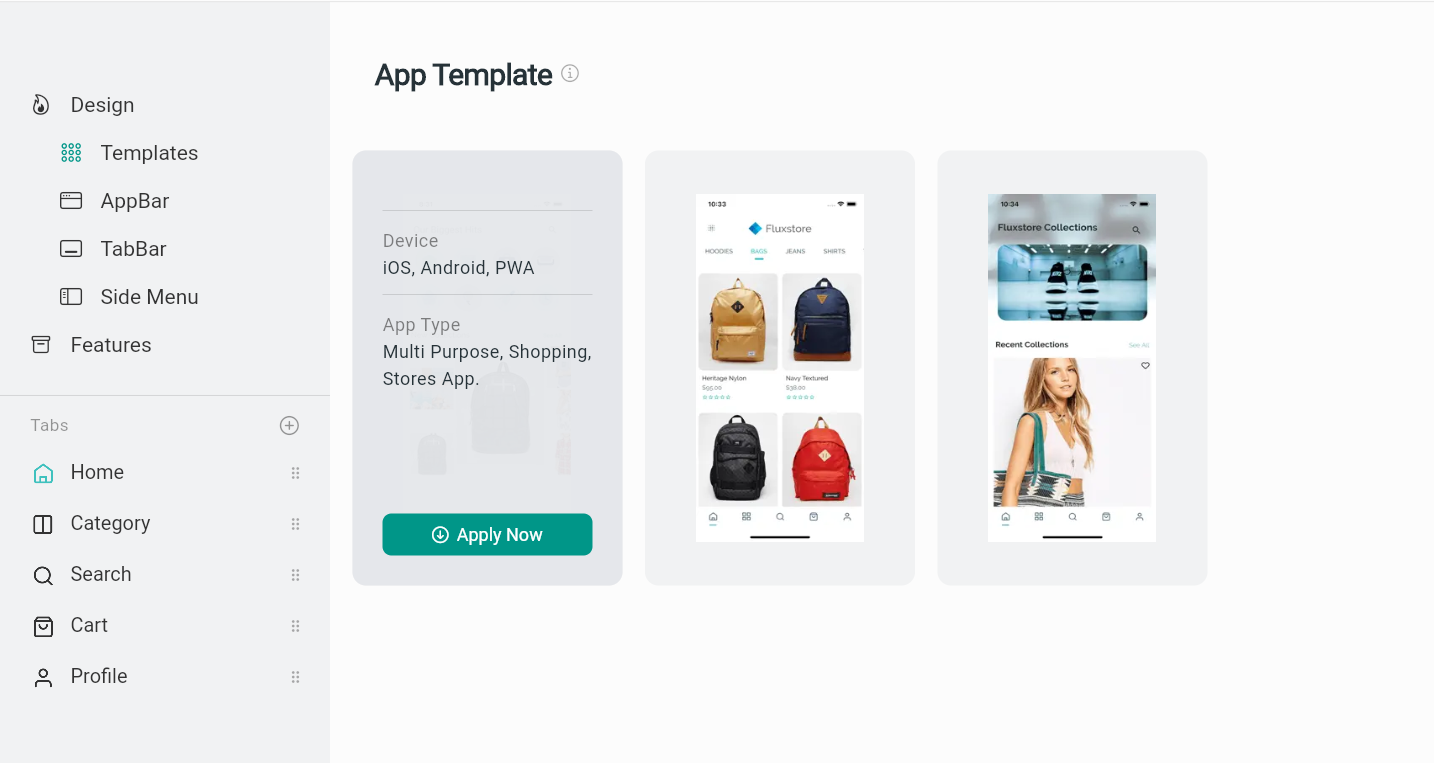 Design
Templates
AppBar
TabBar
Side Menu
Features
Tabs
Home
Category
Search
Cart
Profile
App Template
Device
iOS, Android, PWA
App Type
Multi Purpose, Shopping,
Stores App.
Apply Now
10:33
Fluxstore
HOODIES BAGS JEANS SHIRTS
Heritage Nylon Navy Textured
$95.00 $38.00
10:34
Fluxstore Collections
Recent Collections See All